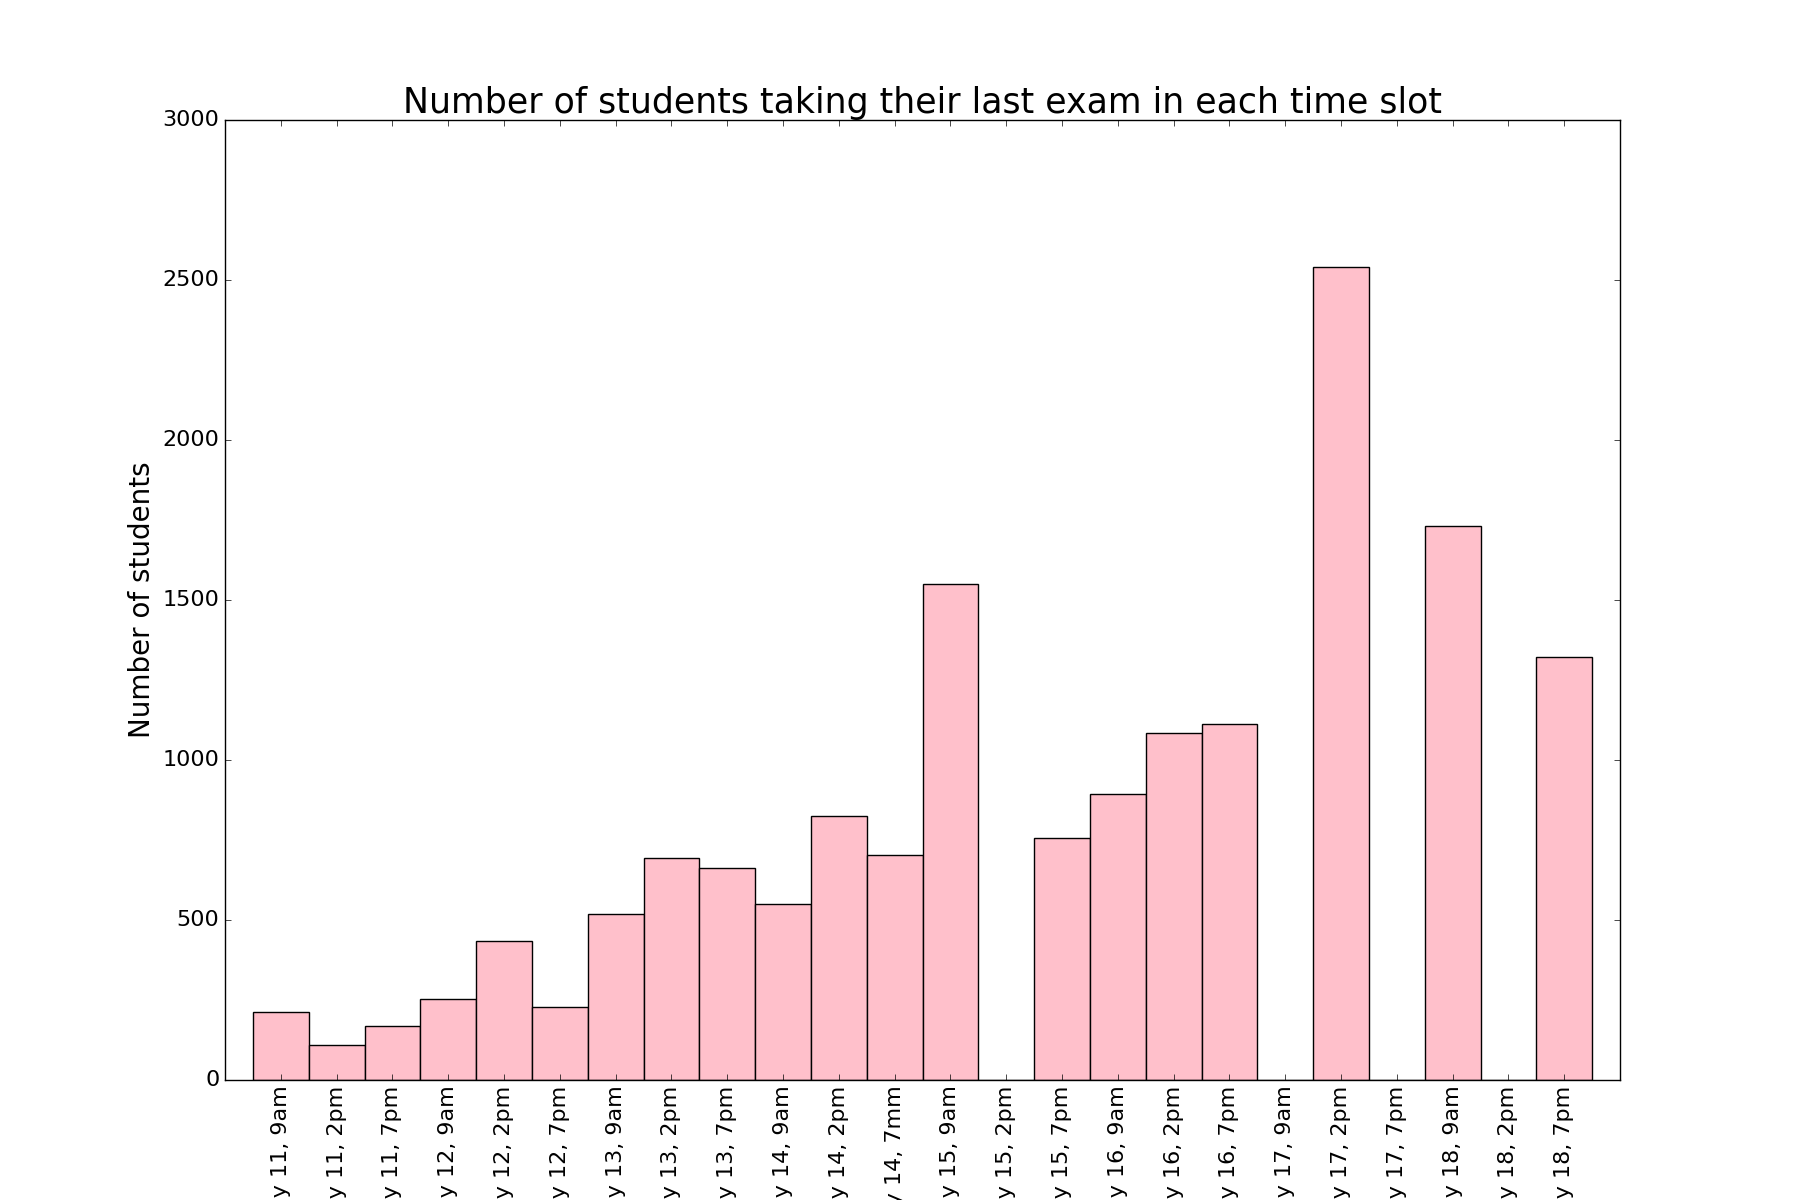 Number of students taking their last exam in each time slot
3000
2500
2000
1500
1000
500
0
Number of students
y 11, 9am
y 11, 2pm
y 11, 7pm
y 12, 9am
y 12, 2pm
y 12, 7pm
y 13, 9am
y 13, 2pm
y 13, 7pm
y 14, 9am
y 14, 2pm
y 14, 7mm
y 15, 9am
y 15, 2pm
y 15, 7pm
y 16, 9am
y 16, 2pm
y 16, 7pm
y 17, 9am
y 17, 2pm
y 17, 7pm
y 18, 9am
y 18, 2pm
y 18, 7pm